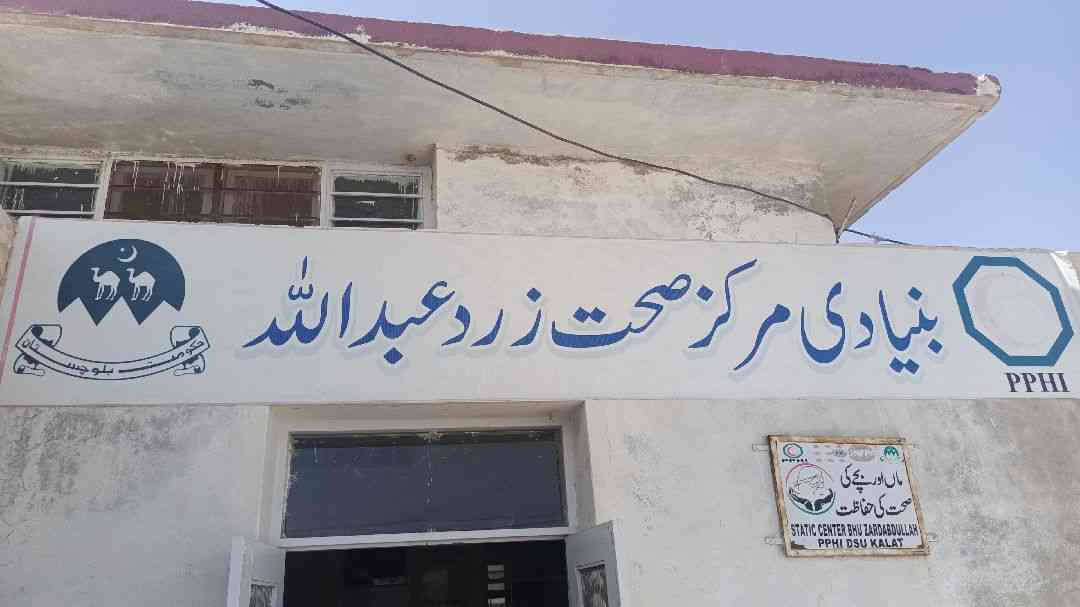 بنیادی مرکز صحت زرد عبداللہ
حکومت بلوچستان
PPHI
PPHI
ماں اور بچے کی
صحت کی حفاظت
STATIC CENTER BHU ZARDABDULLAH
PPHI DSU KALAT